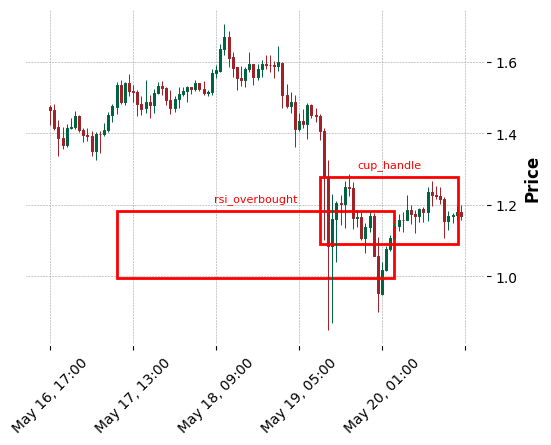 1.6
1.4
cup_handle
rsi_overbought
1.2
1.0
Price
May 16, 17:00
May 17, 13:00
May 18, 09:00
May 19, 05:00
May 20, 01:00